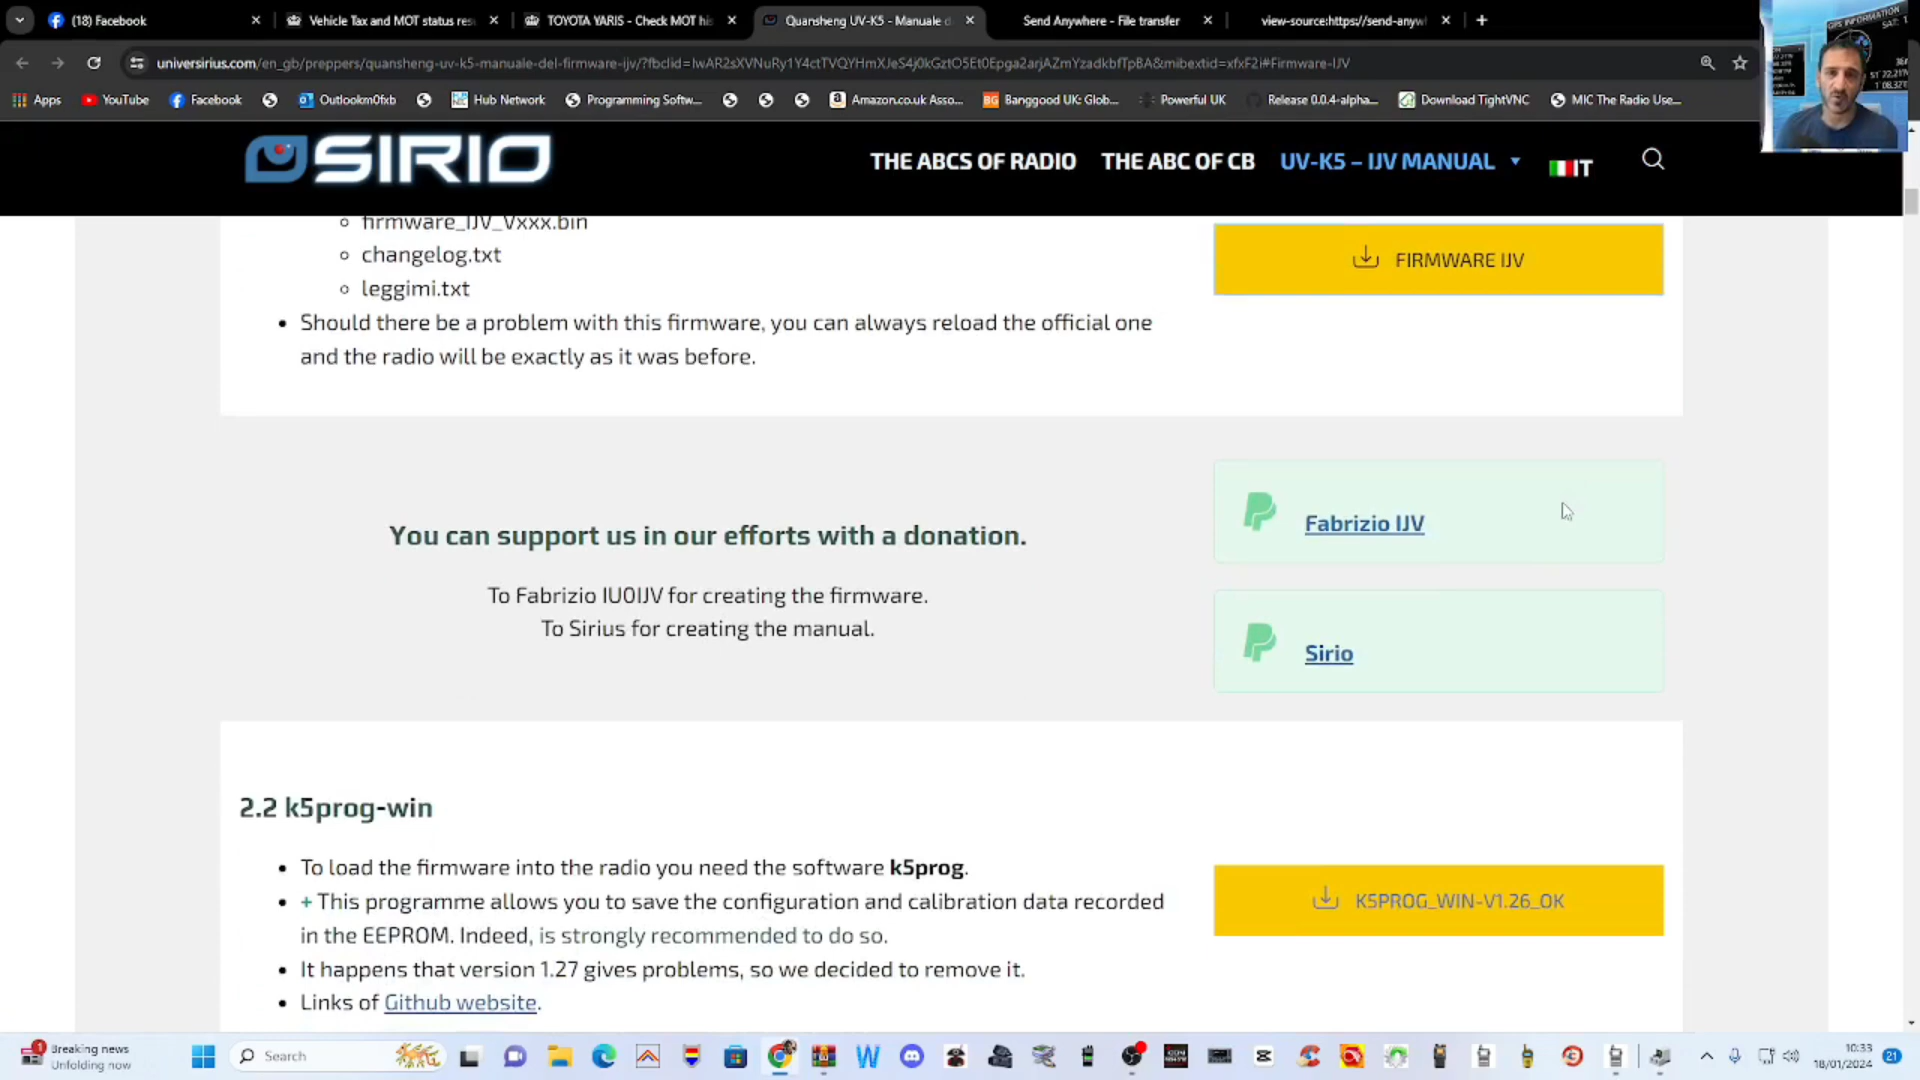 (18) Facebook
Vehicle Tax and MOT status res
TOYOTA YARIS - Check MOT his
Quansheng UV-K5 - Manuale d
Send Anywhere - File transfer
view-source:https://send-anywh
universirius.com/en_gb/preppers/quansheng-uv-k5-manuale-del-firmware-ijv/?fbclid=IwAR2sXVNuRy1Y4ctTVQYHmXJeS4j0kGztO5Et0Epga2arjAZmYzadkbfTpBA&mibextid=xfxF2i#Firmware-IJV
Apps
YouTube
Facebook
Outlookm0fxb
Hub Network
Programming Softw...
Amazon.co.uk Asso...
Banggood UK: Glob...
Powerful UK
Release 0.0.4-alpha...
Download TightVNC
MIC The Radio Use...
GPS INFORMATION
SIRIO
THE ABCS OF RADIO
THE ABC OF CB
UV-K5 – IJV MANUAL
IT
firmware_IJV_Vxxx.bin
changelog.txt
leggimi.txt
FIRMWARE IJV
Should there be a problem with this firmware, you can always reload the official one
and the radio will be exactly as it was before.
You can support us in our efforts with a donation.
To Fabrizio IU0IJV for creating the firmware.
To Sirius for creating the manual.
Fabrizio IJV
Sirio
2.2 k5prog-win
To load the firmware into the radio you need the software k5prog.
+ This programme allows you to save the configuration and calibration data recorded
in the EEPROM. Indeed, is strongly recommended to do so.
It happens that version 1.27 gives problems, so we decided to remove it.
Links of Github website.
K5PROG_WIN-V1.26_OK
Breaking news
Unfolding now
Search
10:33
18/01/2024
21